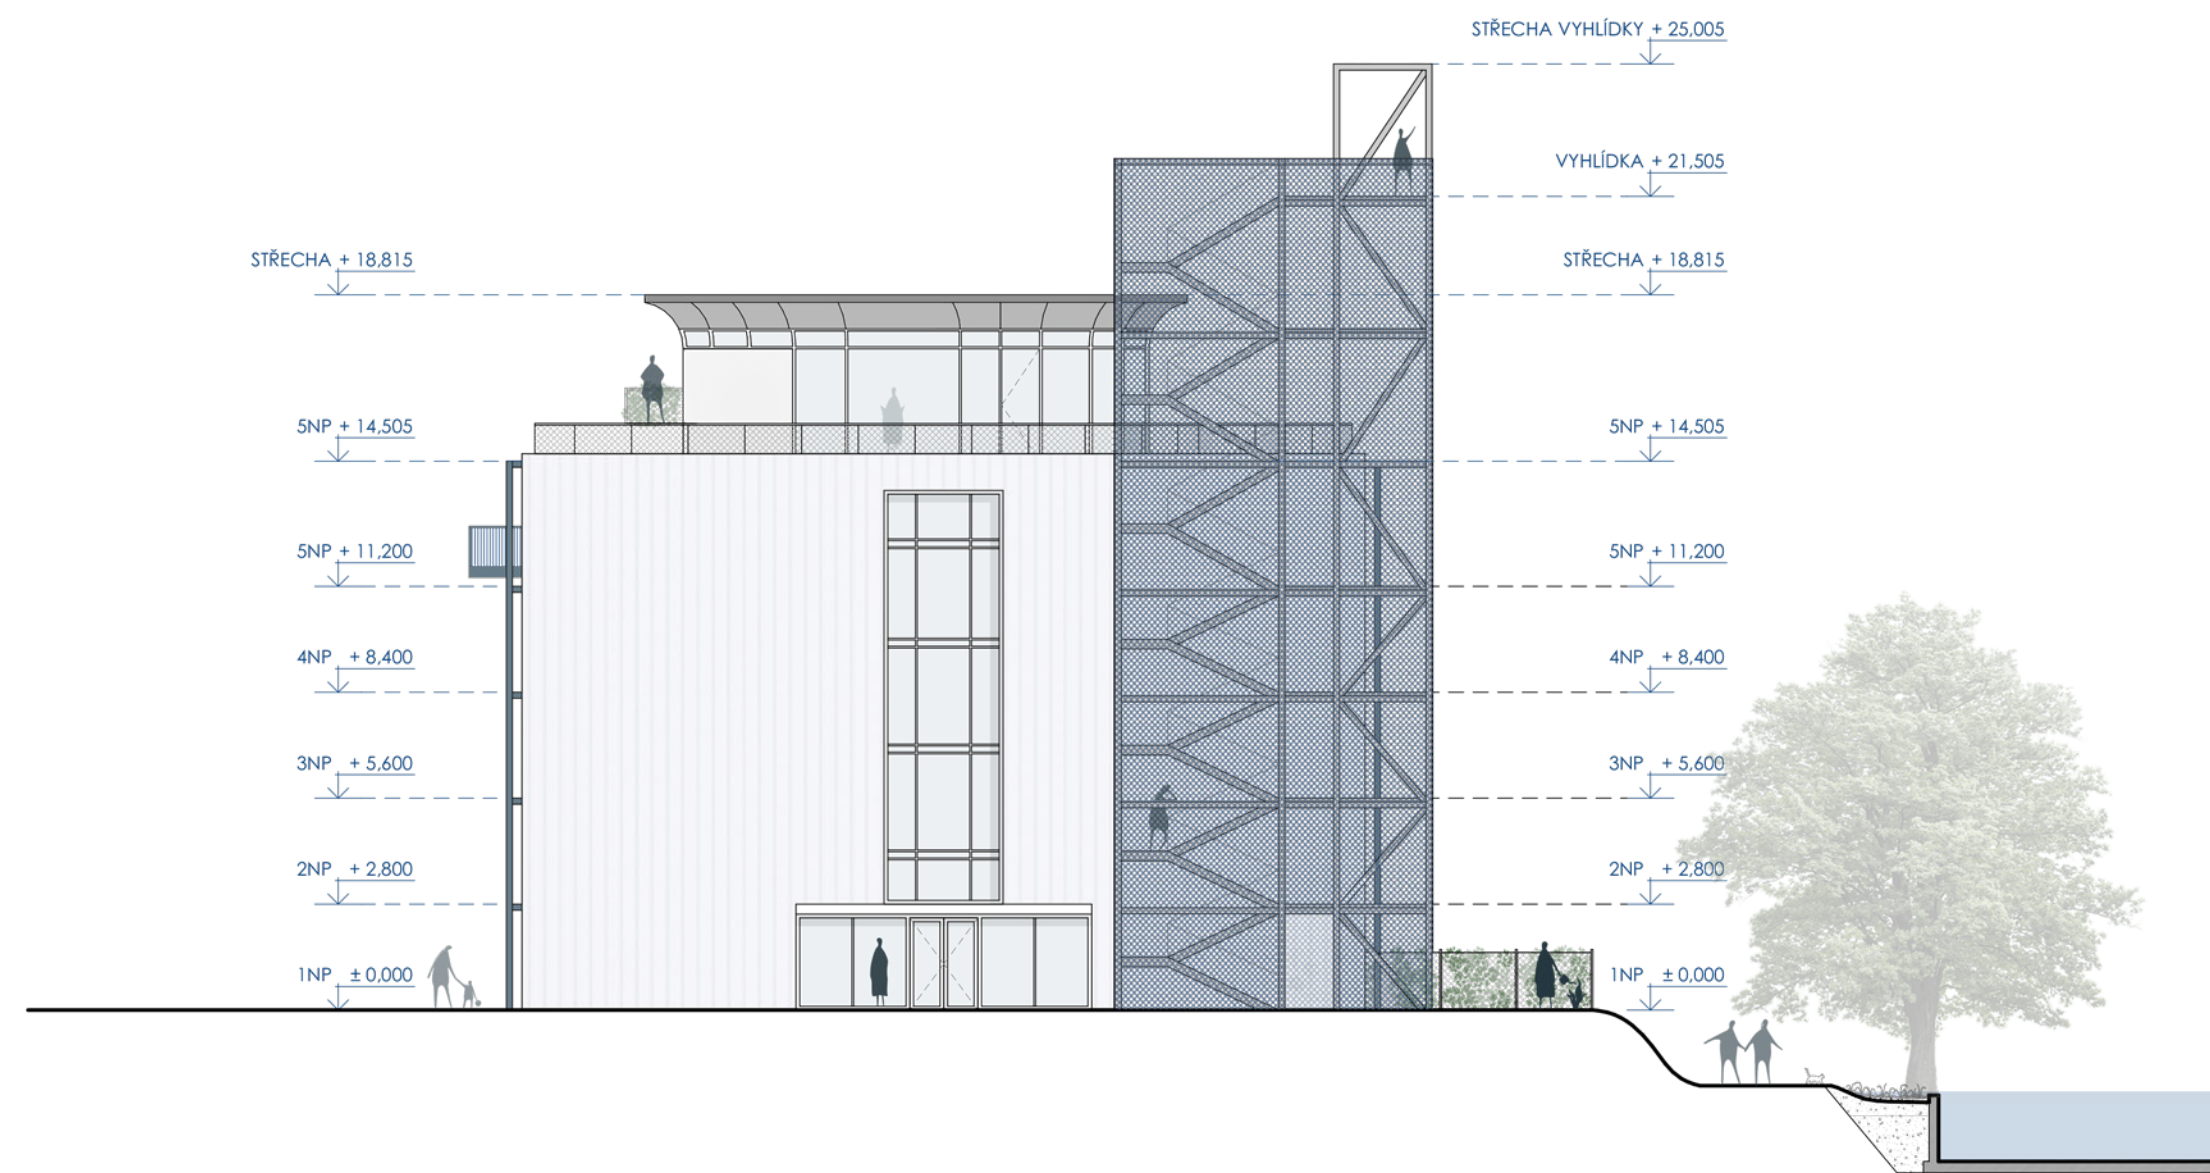 STŘECHA VYHLÍDKY + 25,005
VYHLÍDKA + 21,505
STŘECHA + 18,815
STŘECHA + 18,815
5NP + 14,505
5NP + 14,505
5NP + 11,200
5NP + 11,200
4NP + 8,400
4NP + 8,400
3NP + 5,600
3NP + 5,600
2NP + 2,800
2NP + 2,800
1NP ± 0,000
1NP ± 0,000